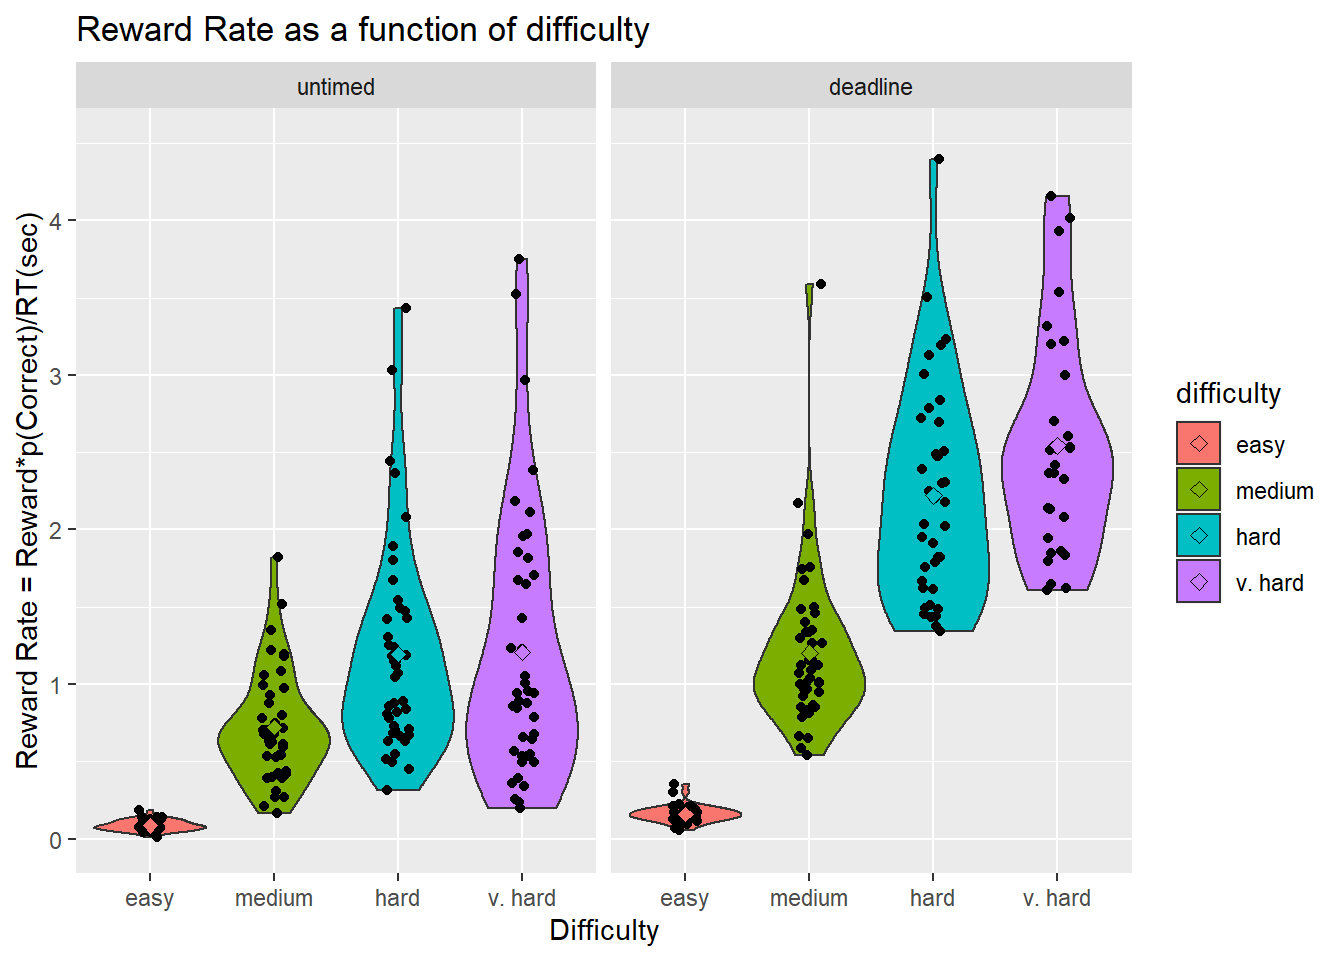 Reward Rate as a function of difficulty
untimed
deadline
Reward Rate = Reward*p(Correct)/RT(sec)
4
3
2
1
0
easy
medium
hard
v. hard
easy
medium
hard
v. hard
Difficulty
difficulty
easy
medium
hard
v. hard